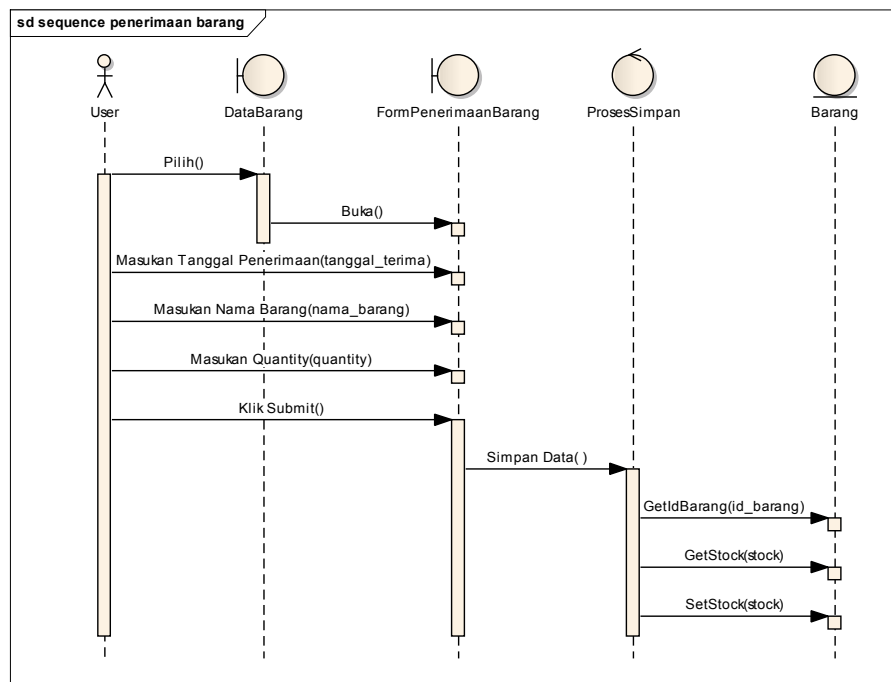 sd sequence penerimaan barang
User
DataBarang
FormPenerimaanBarang
ProsesSimpan
Barang
Pilih()
Buka()
Masukan Tanggal Penerimaan(tanggal_terima)
Masukan Nama Barang(nama_barang)
Masukan Quantity(quantity)
Klik Submit()
Simpan Data( )
GetIdBarang(id_barang)
GetStock(stock)
SetStock(stock)